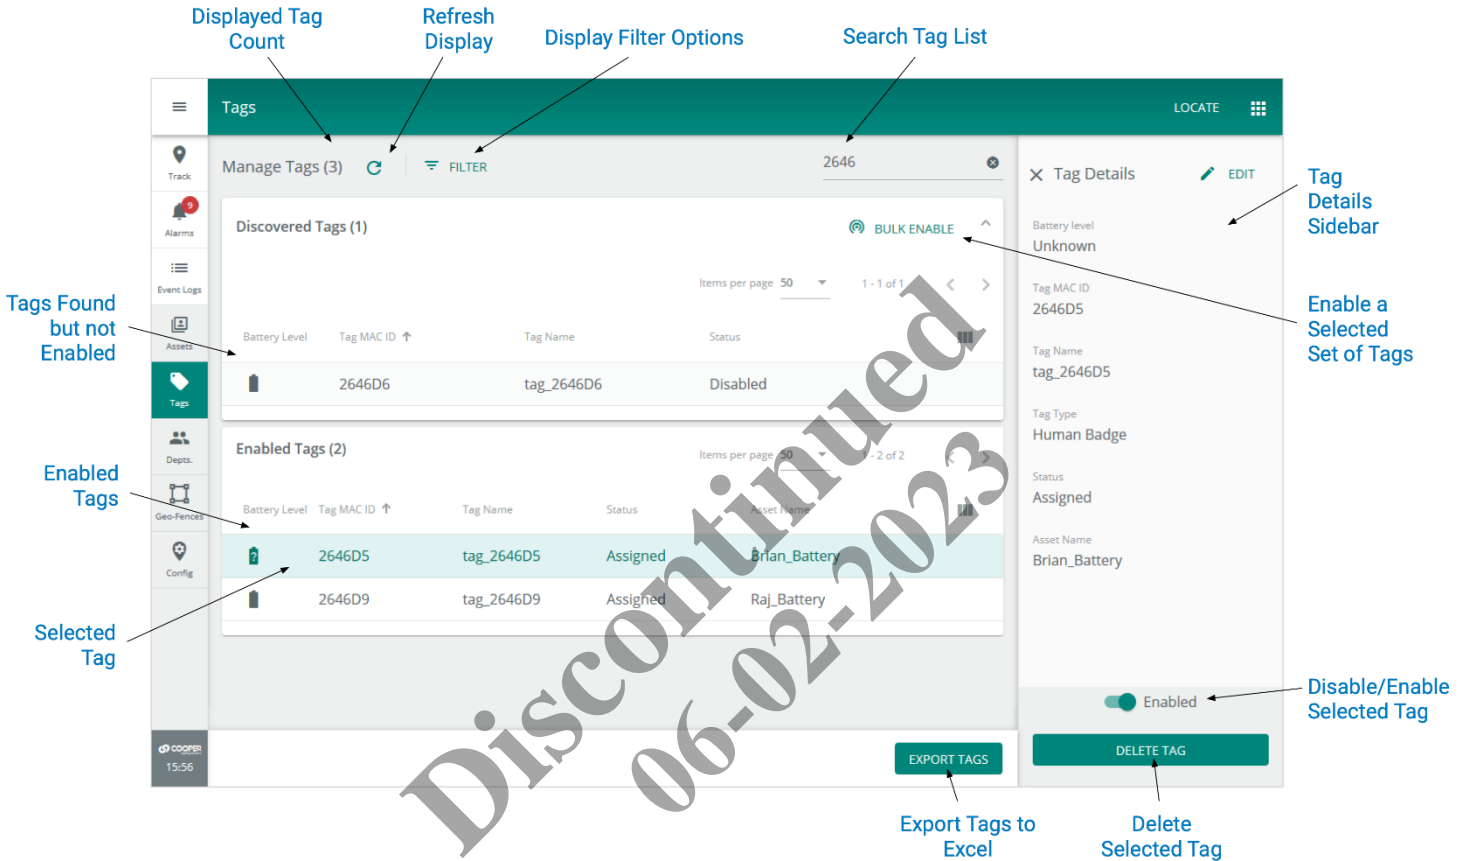 Displayed Tag
Count
Refresh
Display
Display Filter Options
Search Tag List
Tags
LOCATE
Track
Manage Tags (3)
FILTER
2646
Tag Details
EDIT
Tag
Details
Sidebar
9
Alarms
Discovered Tags (1)
BULK ENABLE
Battery level
Unknown
Event Logs
Items per page 50
1 - 1 of 1
Tag MAC ID
2646D5
Enable a
Selected
Set of Tags
Tags Found
but not
Enabled
Assets
Battery Level
Tag MAC ID
Tag Name
Status
Tag Name
tag_2646D5
Tags
2646D6
tag_2646D6
Disabled
Tag Type
Human Badge
Depts.
Enabled Tags (2)
Items per page 50
1 - 2 of 2
Enabled
Tags
Status
Assigned
Geo-Fences
Battery Level
Tag MAC ID
Tag Name
Status
Asset Name
Asset Name
Brian_Battery
Config
?
2646D5
tag_2646D5
Assigned
Brian_Battery
2646D9
tag_2646D9
Assigned
Raj_Battery
Selected
Tag
Enabled
Disable/Enable
Selected Tag
COOPER
15:56
EXPORT TAGS
DELETE TAG
Export Tags to
Excel
Delete
Selected Tag
Discontinued
06-02-2023